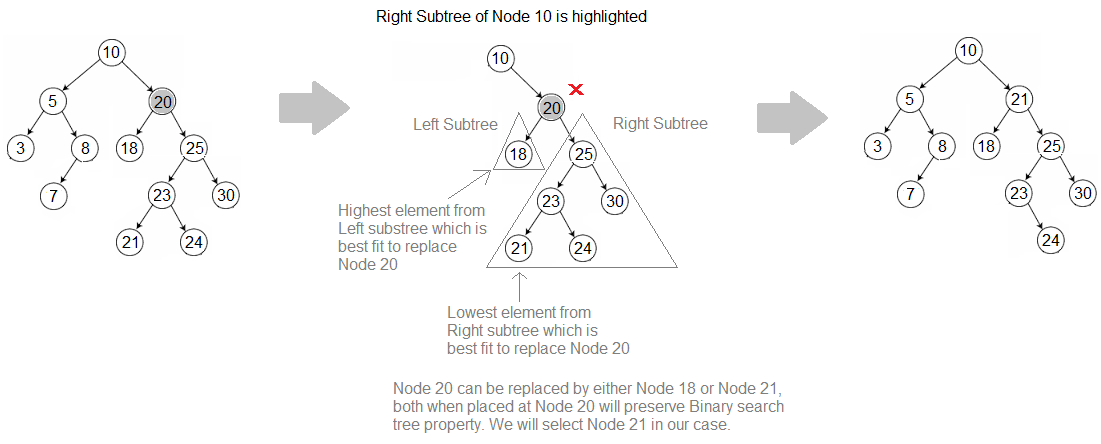 Right Subtree of Node 10 is highlighted
10
5
20
3
8
18
25
7
23
30
21
24
10
20
Left Subtree
Right Subtree
18
25
23
30
21
24
Highest element from
Left substree which is
best fit to replace
Node 20
Lowest element from
Right subtree which is
best fit to replace Node 20
Node 20 can be replaced by either Node 18 or Node 21,
both when placed at Node 20 will preserve Binary search
tree property. We will select Node 21 in our case.
10
5
21
3
8
18
25
7
23
30
24